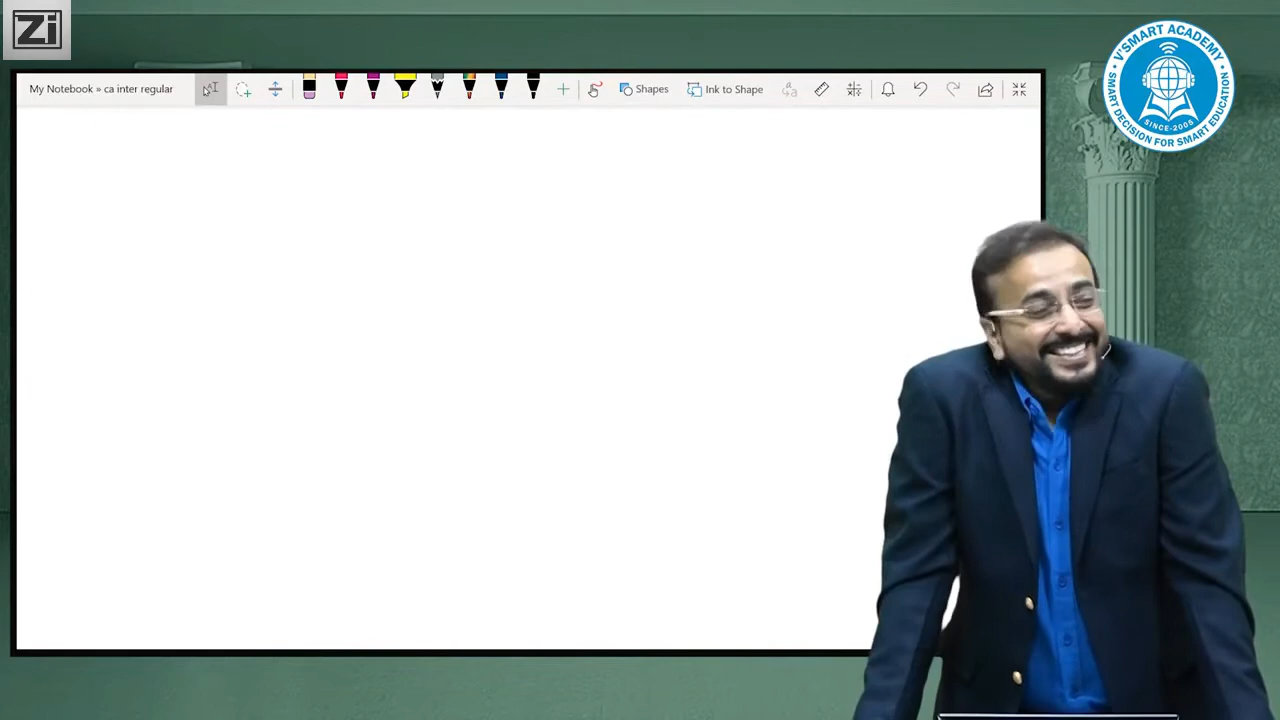 Zi
V'SMART ACADEMY
SMART DECISION FOR SMART EDUCATION
SINCE-2005
My Notebook » ca inter regular
Shapes
Ink to Shape